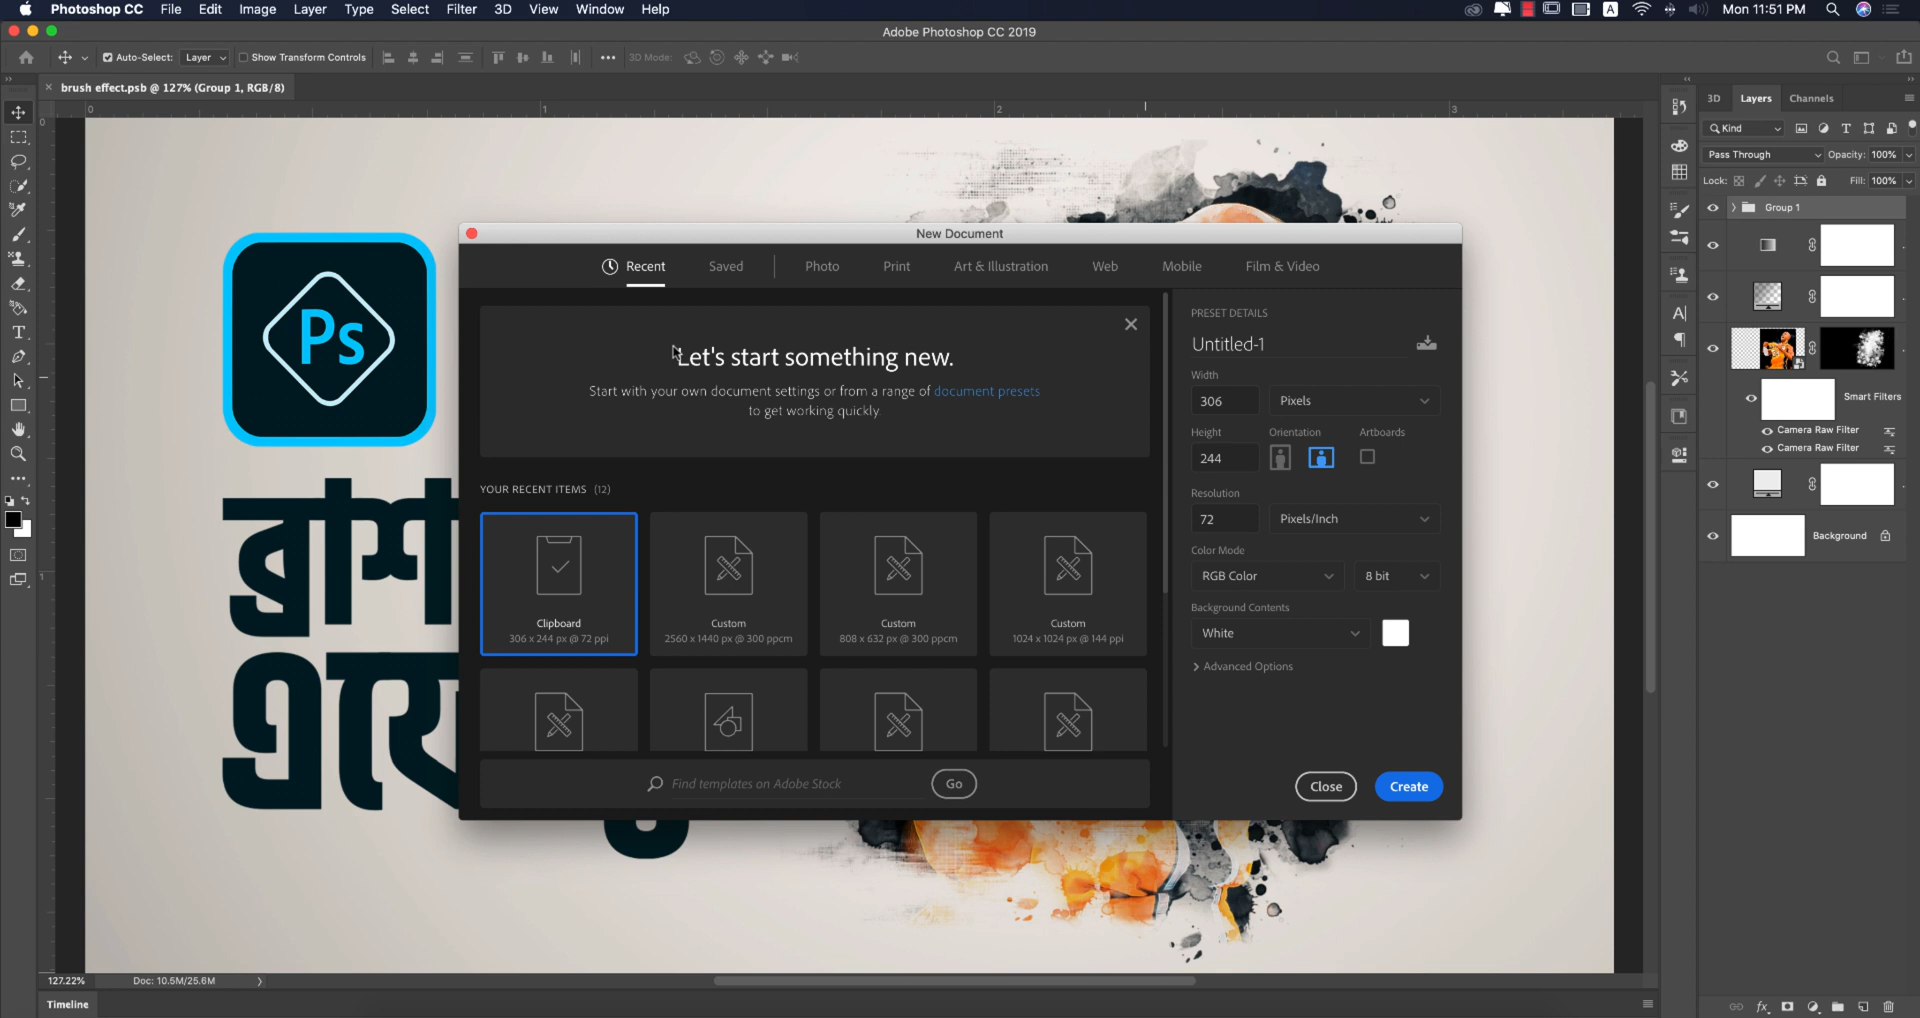 Photoshop CC File Edit Image Layer Type Select Filter 3D View Window Help
A Mon 11:51 PM
Adobe Photoshop CC 2019
Auto-Select: Layer Show Transform Controls 3D Mode:
brush effect.psb @ 127% (Group 1, RGB/8)
0 1 2 3
0
1
Ps
ব্রাশ
এফে
New Document
Recent Saved Photo Print Art & Illustration Web Mobile Film & Video
Let's start something new.
Start with your own document settings or from a range of document presets
to get working quickly
YOUR RECENT ITEMS (12)
Clipboard
306 x 244 px @ 72 ppi
Custom
2560 x 1440 px @ 300 ppcm
Custom
808 x 632 px @ 300 ppcm
Custom
1024 x 1024 px @ 144 ppi
Find templates on Adobe Stock Go
PRESET DETAILS
Untitled-1
Width
306 Pixels
Height Orientation Artboards
244
Resolution
72 Pixels/Inch
Color Mode
RGB Color 8 bit
Background Contents
White
Advanced Options
Close Create
3D Layers Channels
Kind
Pass Through Opacity: 100%
Lock: Fill: 100%
Group 1
Smart Filters
Camera Raw Filter
Camera Raw Filter
Background
127.22% Doc: 10.5M/25.6M
Timeline